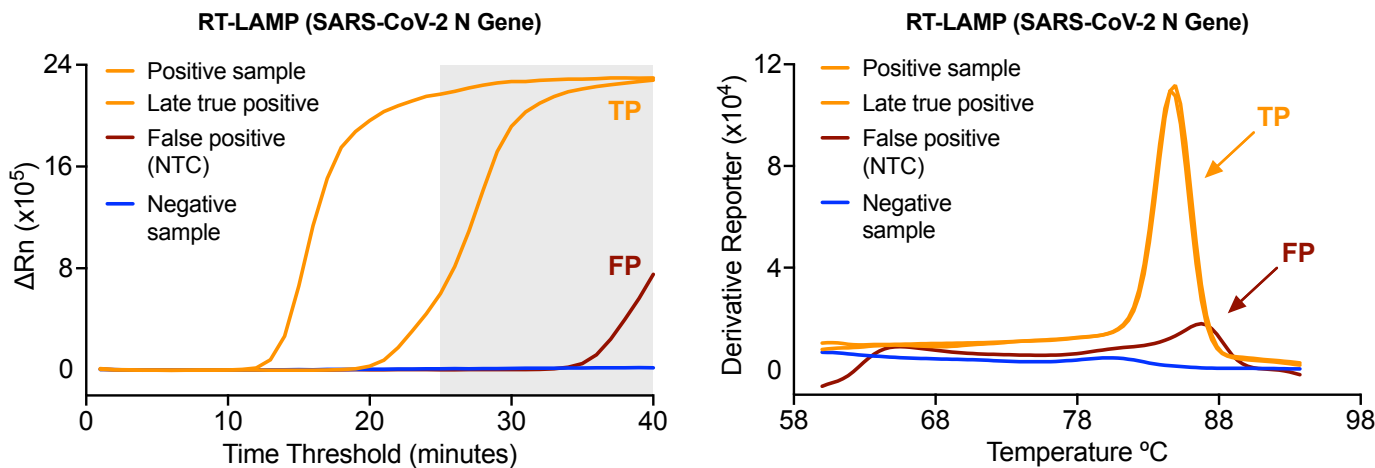 RT-LAMP (SARS-CoV-2 N Gene)
ΔRn (x10⁵)
24
16
8
0
Positive sample
Late true positive
False positive
(NTC)
Negative
sample
TP
FP
0
10
20
30
40
Time Threshold (minutes)
RT-LAMP (SARS-CoV-2 N Gene)
Derivative Reporter (x10⁴)
12
8
4
0
Positive sample
Late true positive
False positive
(NTC)
Negative
sample
TP
FP
58
68
78
88
98
Temperature ºC